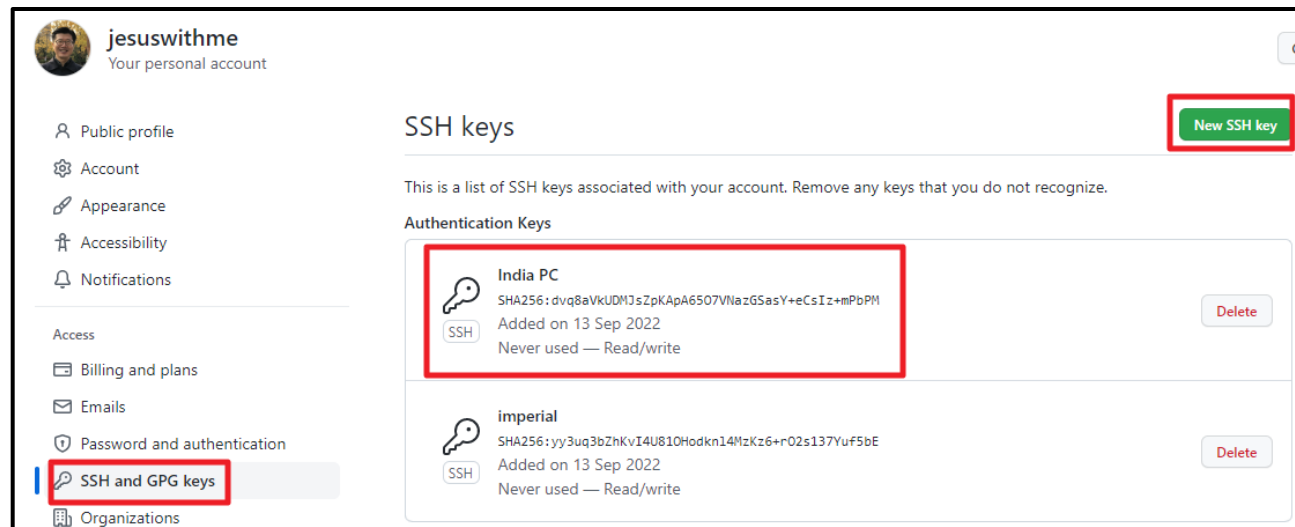 jesuswithme
Your personal account
Public profile
Account
Appearance
Accessibility
Notifications
Access
Billing and plans
Emails
Password and authentication
SSH and GPG keys
Organizations
SSH keys
New SSH key
This is a list of SSH keys associated with your account. Remove any keys that you do not recognize.
Authentication Keys
India PC
SHA256:dvq8aVkUDMJsZpKApA65O7VNazGSasY+eCsIz+mPbPM
SSH
Added on 13 Sep 2022
Never used — Read/write
Delete
imperial
SHA256:yy3uq3bZhKvI4U81OHodknl4MzKz6+rO2s137Yuf5bE
SSH
Added on 13 Sep 2022
Never used — Read/write
Delete